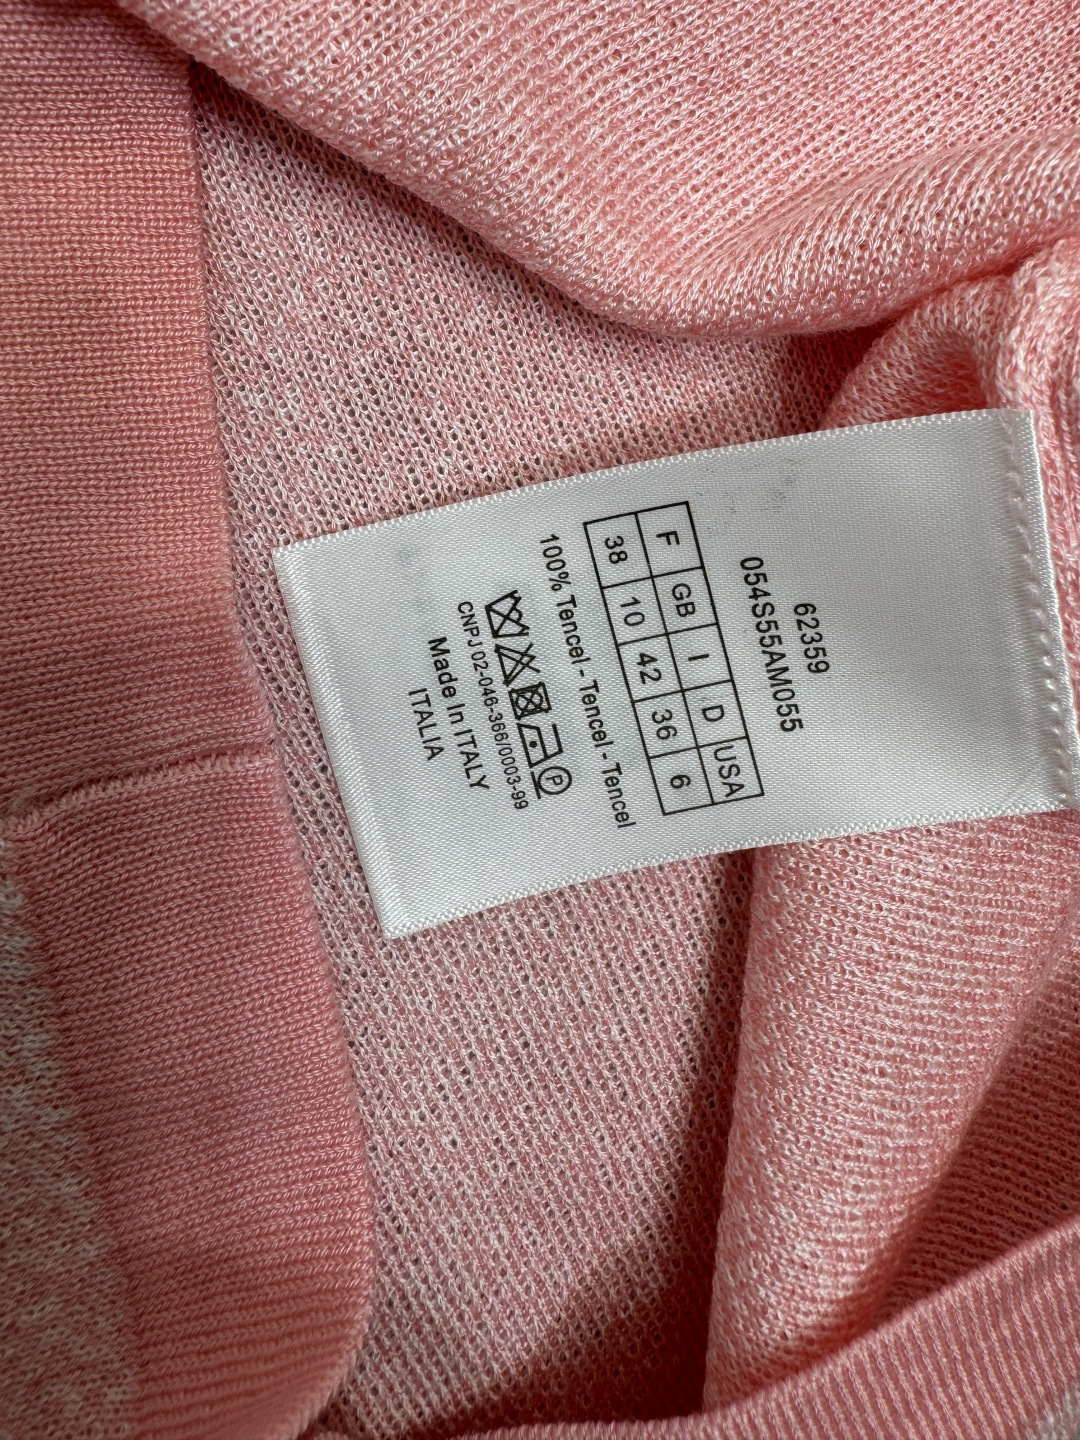 62359
054S55AM055
F GB I D USA
38 10 42 36 6
100% Tencel - Tencel - Tencel
P
CNPJ 02-046-366/0003-99
Made In ITALY
ITALIA